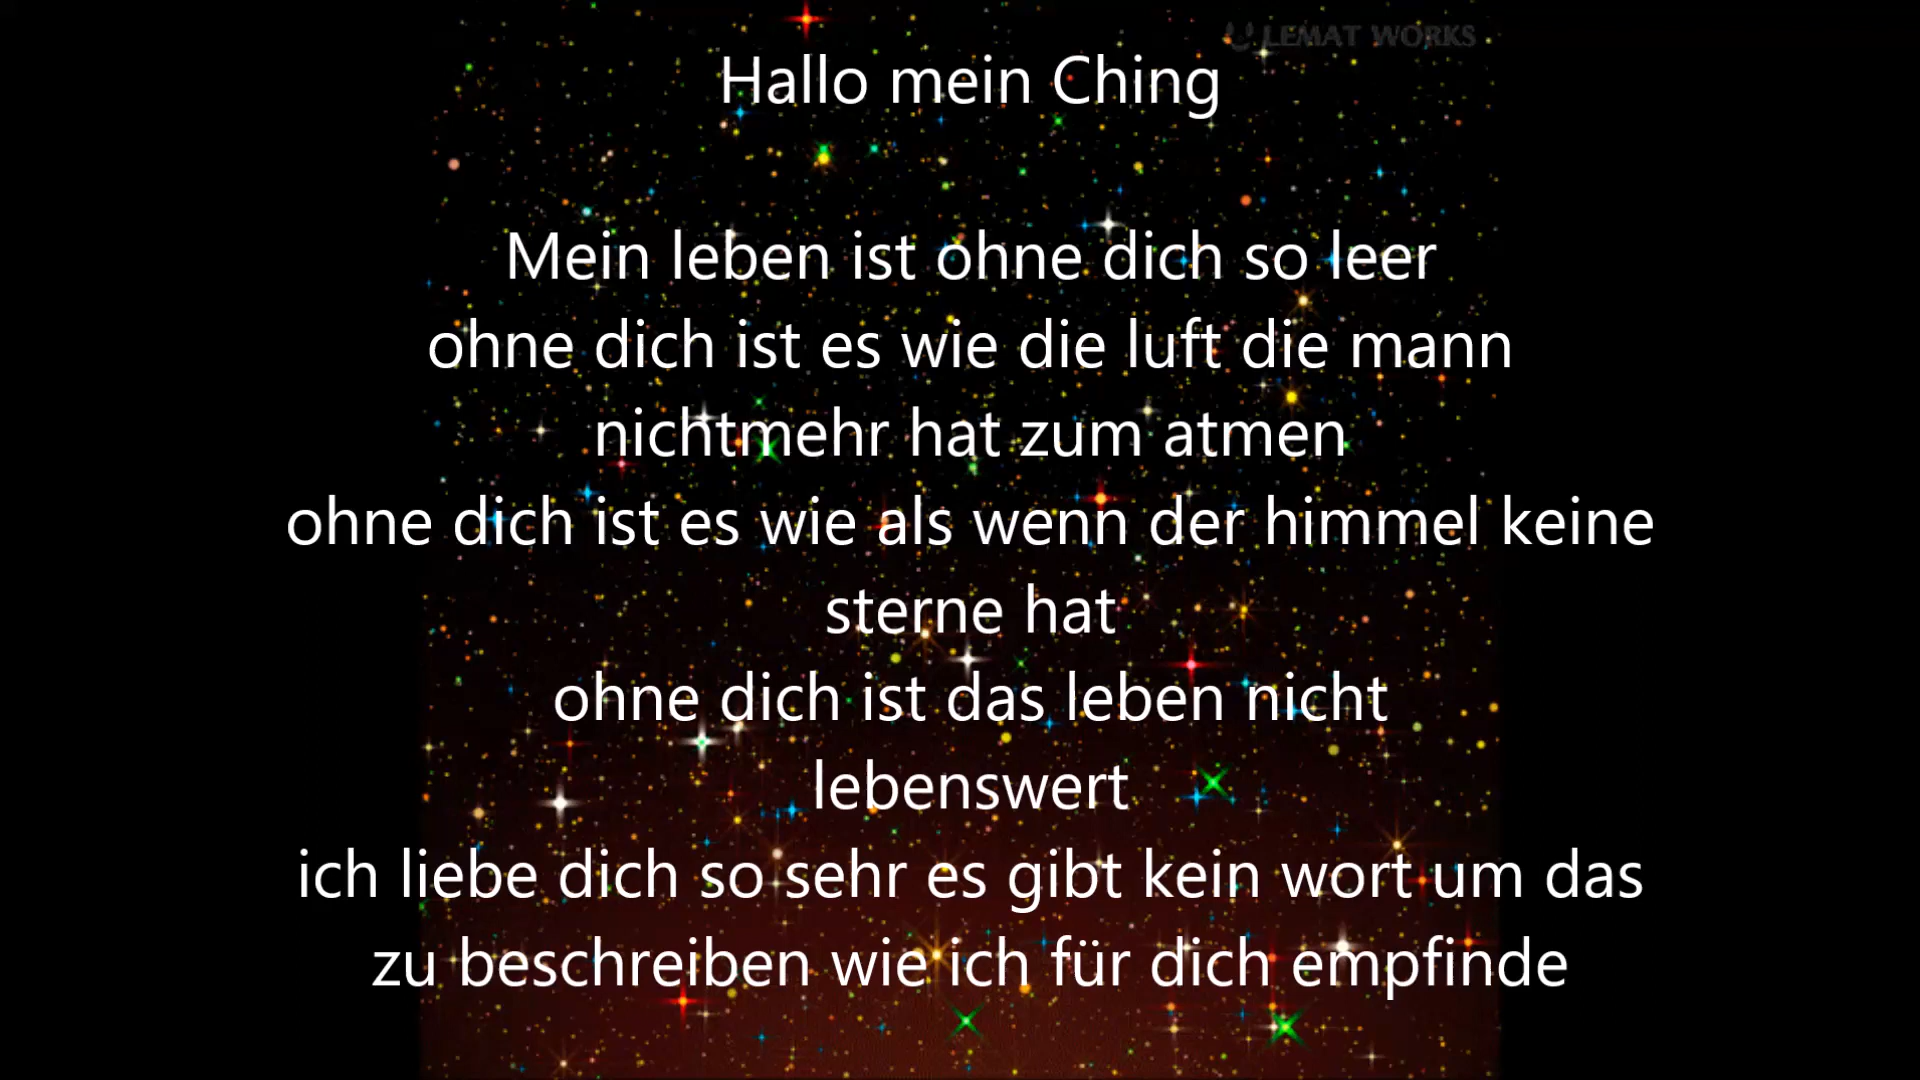 LEMAT WORKS
Hallo mein Ching
Mein leben ist ohne dich so leer
ohne dich ist es wie die luft die mann
nichtmehr hat zum atmen
ohne dich ist es wie als wenn der himmel keine
sterne hat
ohne dich ist das leben nicht
lebenswert
ich liebe dich so sehr es gibt kein wort um das
zu beschreiben wie ich für dich empfinde